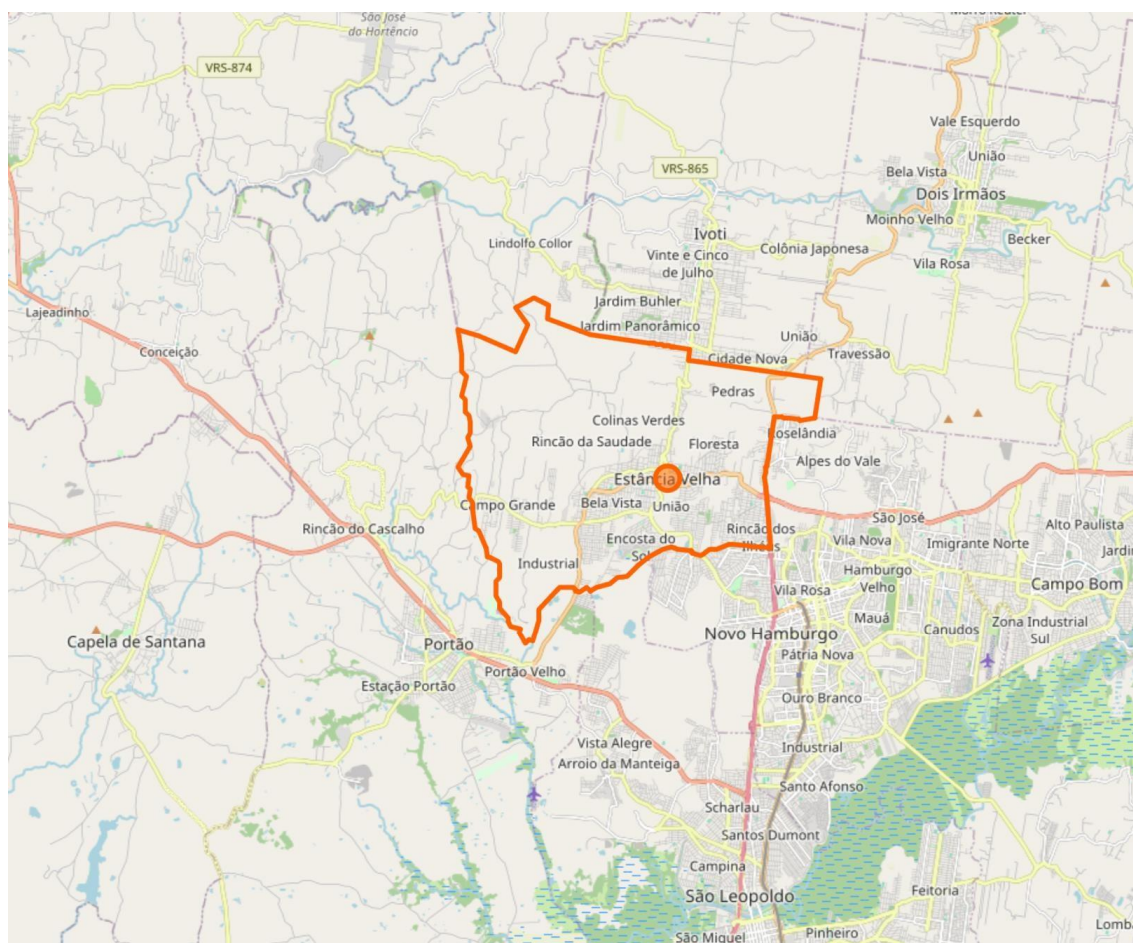 São José
do Hortêncio
VRS-874
Vale Esquerdo
União
VRS-865
Bela Vista
Dois Irmãos
Moinho Velho
Ivoti
Becker
Lindolfo Collor
Colônia Japonesa
Vinte e Cinco
de Julho
Vila Rosa
Jardim Buhler
Lajeadinho
Jardim Panorâmico
União
Conceição
Travessão
Cidade Nova
Pedras
Colinas Verdes
Roselândia
Rincão da Saudade
Floresta
Alpes do Vale
Estância Velha
Campo Grande
Bela Vista
União
São José
Rincão do Cascalho
Rincão dos
Ilhéus
Alto Paulista
Encosta do
Sol
Vila Nova
Imigrante Norte
Industrial
Hamburgo
Velho
Campo Bom
Vila Rosa
Mauá
Zona Industrial
Sul
Capela de Santana
Portão
Novo Hamburgo
Canudos
Pátria Nova
Portão Velho
Estação Portão
Ouro Branco
Vista Alegre
Industrial
Arroio da Manteiga
Santo Afonso
Scharlau
Santos Dumont
Campina
São Leopoldo
Feitoria
São Miguel
Pinheiro